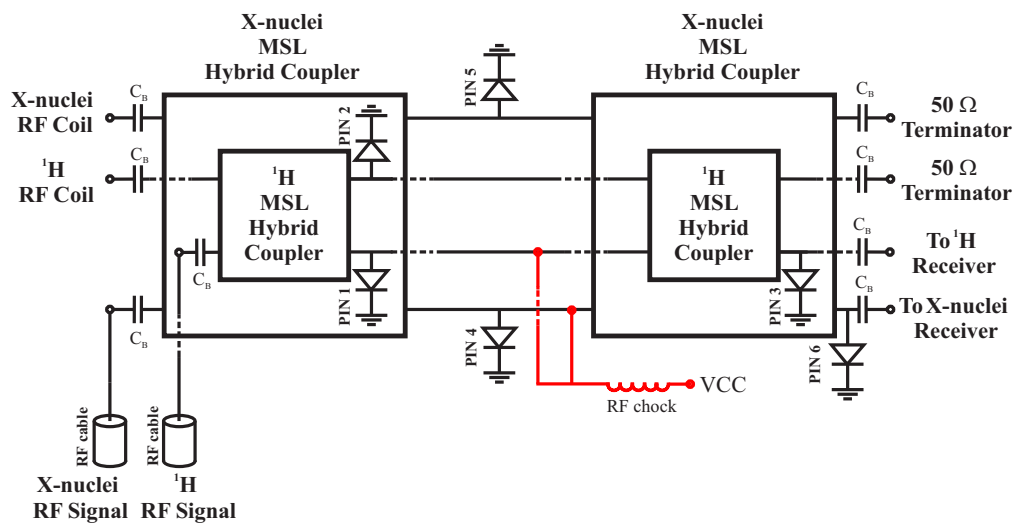 X-nuclei
MSL
Hybrid Coupler
X-nuclei
MSL
Hybrid Coupler
X-nuclei
RF Coil
C_B
PIN 2
PIN 5
C_B
50 Ω
Terminator
¹H
RF Coil
C_B
¹H
MSL
Hybrid
Coupler
¹H
MSL
Hybrid
Coupler
C_B
50 Ω
Terminator
C_B
C_B
To ¹H
Receiver
PIN 1
PIN 3
C_B
PIN 4
C_B
To X-nuclei
Receiver
PIN 6
VCC
RF chock
RF cable
RF cable
X-nuclei
RF Signal
¹H
RF Signal